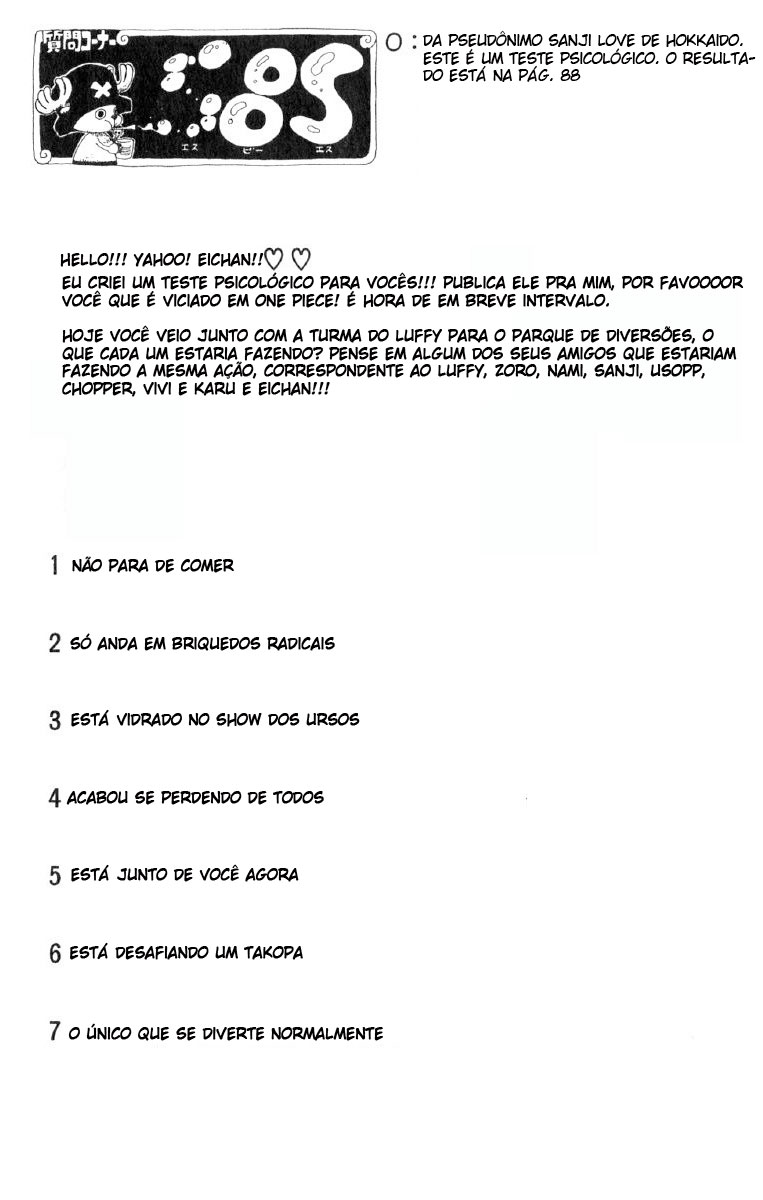 質問コーナー
SBS
エス ビー エス
O : DA PSEUDÔNIMO SANJI LOVE DE HOKKAIDO.
ESTE É UM TESTE PSICOLÓGICO. O RESULTA-
DO ESTÁ NA PÁG. 88
HELLO!!! YAHOO! EICHAN!!♡ ♡
EU CRIEI UM TESTE PSICOLÓGICO PARA VOCÊS!!! PUBLICA ELE PRA MIM, POR FAVOOOOR
VOCÊ QUE É VICIADO EM ONE PIECE! É HORA DE EM BREVE INTERVALO.
HOJE VOCÊ VEIO JUNTO COM A TURMA DO LUFFY PARA O PARQUE DE DIVERSÕES, O
QUE CADA UM ESTARIA FAZENDO? PENSE EM ALGUM DOS SEUS AMIGOS QUE ESTARIAM
FAZENDO A MESMA AÇÃO, CORRESPONDENTE AO LUFFY, ZORO, NAMI, SANJI, USOPP,
CHOPPER, VIVI E KARU E EICHAN!!!
1 NÃO PARA DE COMER
2 SÓ ANDA EM BRIQUEDOS RADICAIS
3 ESTÁ VIDRADO NO SHOW DOS URSOS
4 ACABOU SE PERDENDO DE TODOS
5 ESTÁ JUNTO DE VOCÊ AGORA
6 ESTÁ DESAFIANDO UM TAKOPA
7 O ÚNICO QUE SE DIVERTE NORMALMENTE